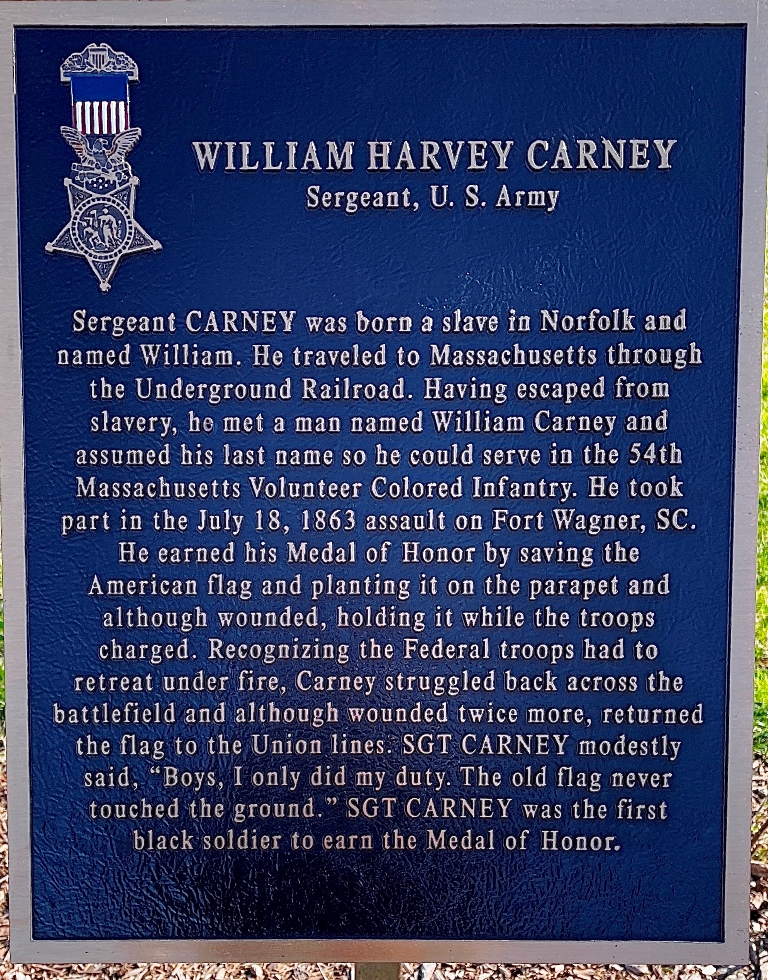 WILLIAM HARVEY CARNEY
Sergeant, U. S. Army
Sergeant CARNEY was born a slave in Norfolk and
named William. He traveled to Massachusetts through
the Underground Railroad. Having escaped from
slavery, he met a man named William Carney and
assumed his last name so he could serve in the 54th
Massachusetts Volunteer Colored Infantry. He took
part in the July 18, 1863 assault on Fort Wagner, SC.
He earned his Medal of Honor by saving the
American flag and planting it on the parapet and
although wounded, holding it while the troops
charged. Recognizing the Federal troops had to
retreat under fire, Carney struggled back across the
battlefield and although wounded twice more, returned
the flag to the Union lines. SGT CARNEY modestly
said, “Boys, I only did my duty. The old flag never
touched the ground.” SGT CARNEY was the first
black soldier to earn the Medal of Honor.